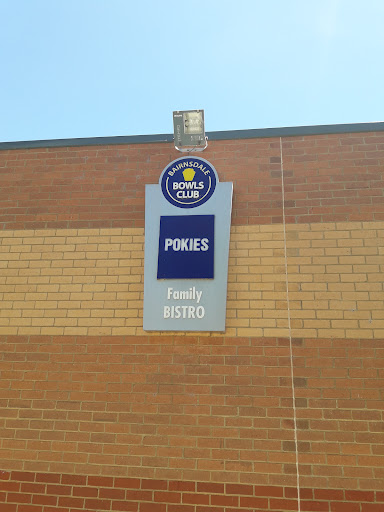 BAIRNSDALE
BOWLS
CLUB
POKIES
Family
BISTRO